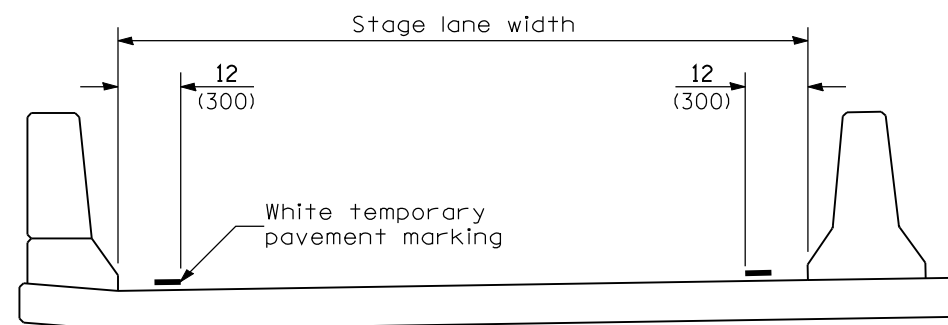 Stage lane width
12
(300)
12
(300)
White temporary
pavement marking